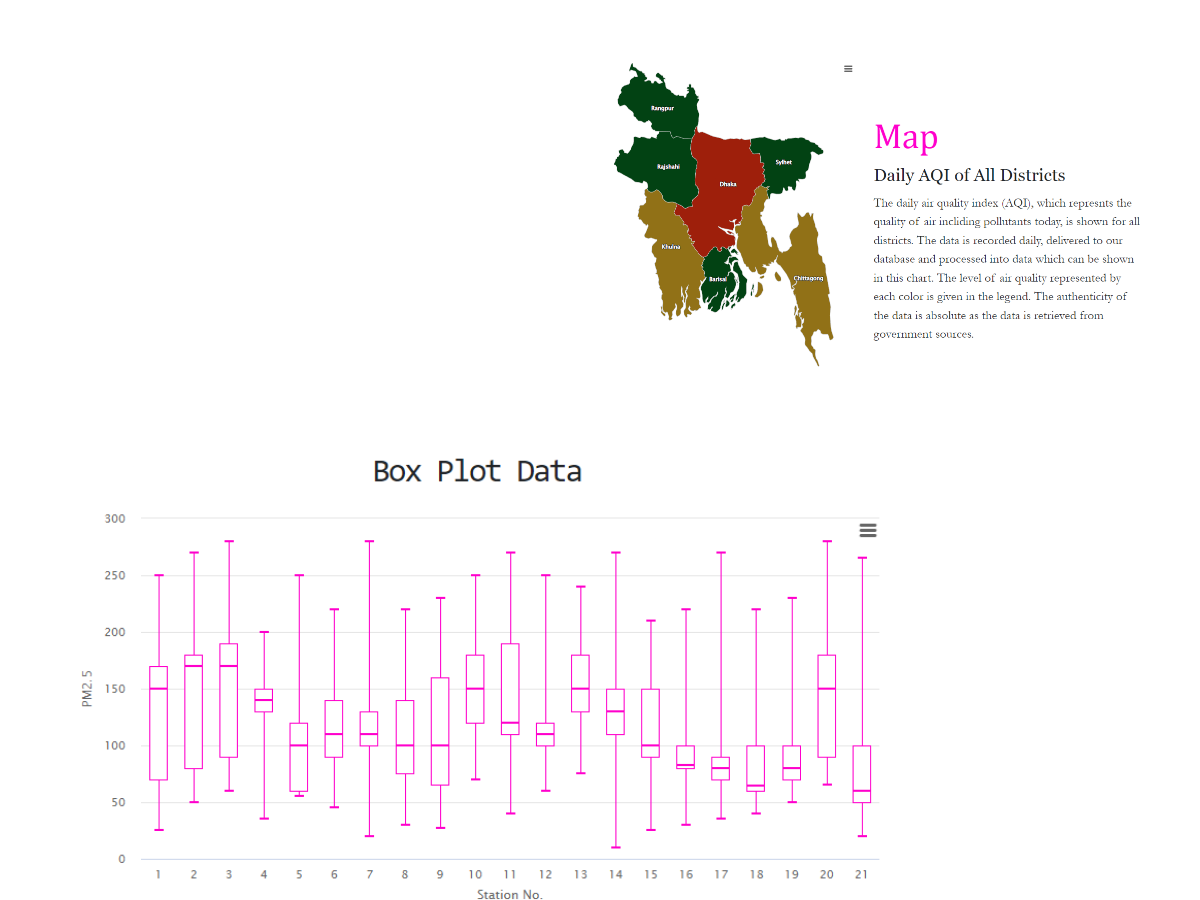 Rangpur
Rajshahi
Dhaka
Sylhet
Khulna
Barisal
Chittagong
Map
Daily AQI of All Districts
The daily air quality index (AQI), which represnts the
quality of air incliding pollutants today, is shown for all
districts. The data is recorded daily, delivered to our
database and processed into data which can be shown
in this chart. The level of air quality represented by
each color is given in the legend. The authenticity of
the data is absolute as the data is retrieved from
government sources.
Box Plot Data
300
250
200
150
100
50
0
PM2.5
1 2 3 4 5 6 7 8 9 10 11 12 13 14 15 16 17 18 19 20 21
Station No.